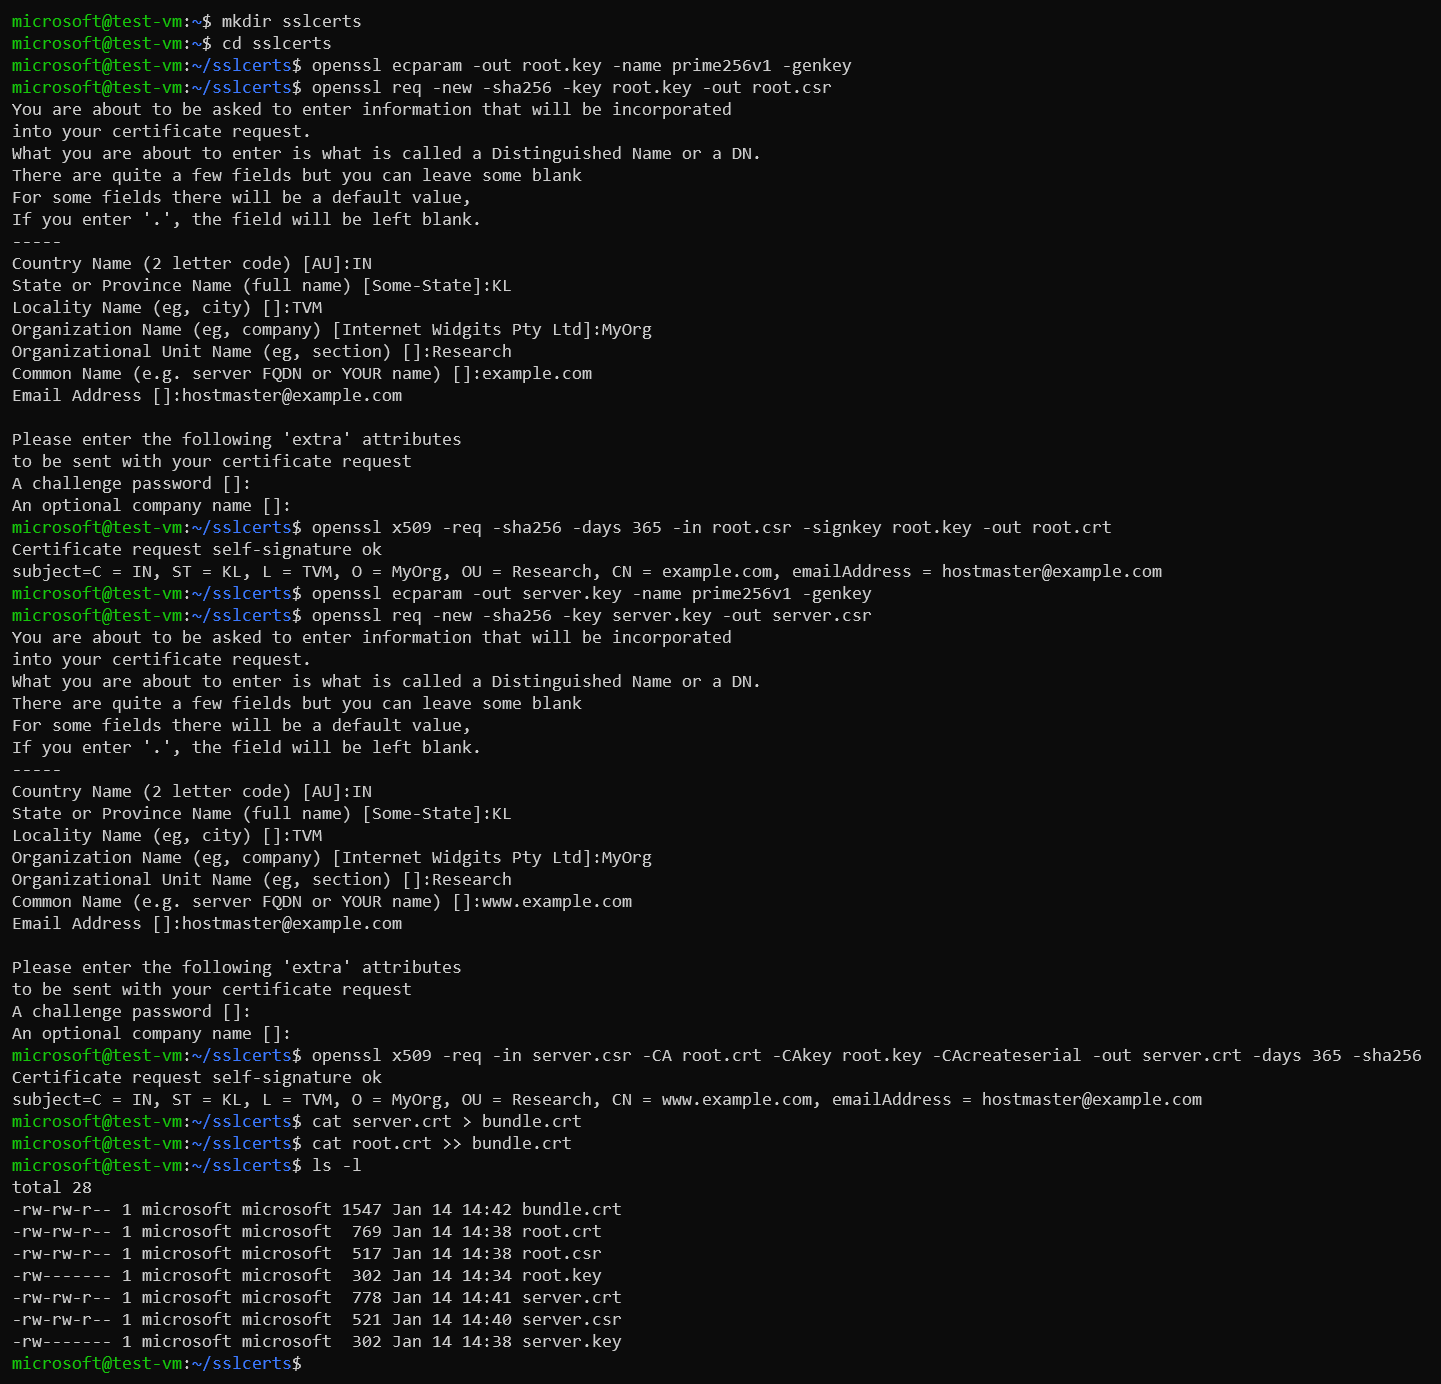 microsoft@test-vm:~$ mkdir sslcerts
microsoft@test-vm:~$ cd sslcerts
microsoft@test-vm:~/sslcerts$ openssl ecparam -out root.key -name prime256v1 -genkey
microsoft@test-vm:~/sslcerts$ openssl req -new -sha256 -key root.key -out root.csr
You are about to be asked to enter information that will be incorporated
into your certificate request.
What you are about to enter is what is called a Distinguished Name or a DN.
There are quite a few fields but you can leave some blank
For some fields there will be a default value,
If you enter '.', the field will be left blank.
-----
Country Name (2 letter code) [AU]:IN
State or Province Name (full name) [Some-State]:KL
Locality Name (eg, city) []:TVM
Organization Name (eg, company) [Internet Widgits Pty Ltd]:MyOrg
Organizational Unit Name (eg, section) []:Research
Common Name (e.g. server FQDN or YOUR name) []:example.com
Email Address []:hostmaster@example.com

Please enter the following 'extra' attributes
to be sent with your certificate request
A challenge password []:
An optional company name []:
microsoft@test-vm:~/sslcerts$ openssl x509 -req -sha256 -days 365 -in root.csr -signkey root.key -out root.crt
Certificate request self-signature ok
subject=C = IN, ST = KL, L = TVM, O = MyOrg, OU = Research, CN = example.com, emailAddress = hostmaster@example.com
microsoft@test-vm:~/sslcerts$ openssl ecparam -out server.key -name prime256v1 -genkey
microsoft@test-vm:~/sslcerts$ openssl req -new -sha256 -key server.key -out server.csr
You are about to be asked to enter information that will be incorporated
into your certificate request.
What you are about to enter is what is called a Distinguished Name or a DN.
There are quite a few fields but you can leave some blank
For some fields there will be a default value,
If you enter '.', the field will be left blank.
-----
Country Name (2 letter code) [AU]:IN
State or Province Name (full name) [Some-State]:KL
Locality Name (eg, city) []:TVM
Organization Name (eg, company) [Internet Widgits Pty Ltd]:MyOrg
Organizational Unit Name (eg, section) []:Research
Common Name (e.g. server FQDN or YOUR name) []:www.example.com
Email Address []:hostmaster@example.com

Please enter the following 'extra' attributes
to be sent with your certificate request
A challenge password []:
An optional company name []:
microsoft@test-vm:~/sslcerts$ openssl x509 -req -in server.csr -CA root.crt -CAkey root.key -CAcreateserial -out server.crt -days 365 -sha256
Certificate request self-signature ok
subject=C = IN, ST = KL, L = TVM, O = MyOrg, OU = Research, CN = www.example.com, emailAddress = hostmaster@example.com
microsoft@test-vm:~/sslcerts$ cat server.crt > bundle.crt
microsoft@test-vm:~/sslcerts$ cat root.crt >> bundle.crt
microsoft@test-vm:~/sslcerts$ ls -l
total 28
-rw-rw-r-- 1 microsoft microsoft 1547 Jan 14 14:42 bundle.crt
-rw-rw-r-- 1 microsoft microsoft  769 Jan 14 14:38 root.crt
-rw-rw-r-- 1 microsoft microsoft  517 Jan 14 14:38 root.csr
-rw------- 1 microsoft microsoft  302 Jan 14 14:34 root.key
-rw-rw-r-- 1 microsoft microsoft  778 Jan 14 14:41 server.crt
-rw-rw-r-- 1 microsoft microsoft  521 Jan 14 14:40 server.csr
-rw------- 1 microsoft microsoft  302 Jan 14 14:38 server.key
microsoft@test-vm:~/sslcerts$